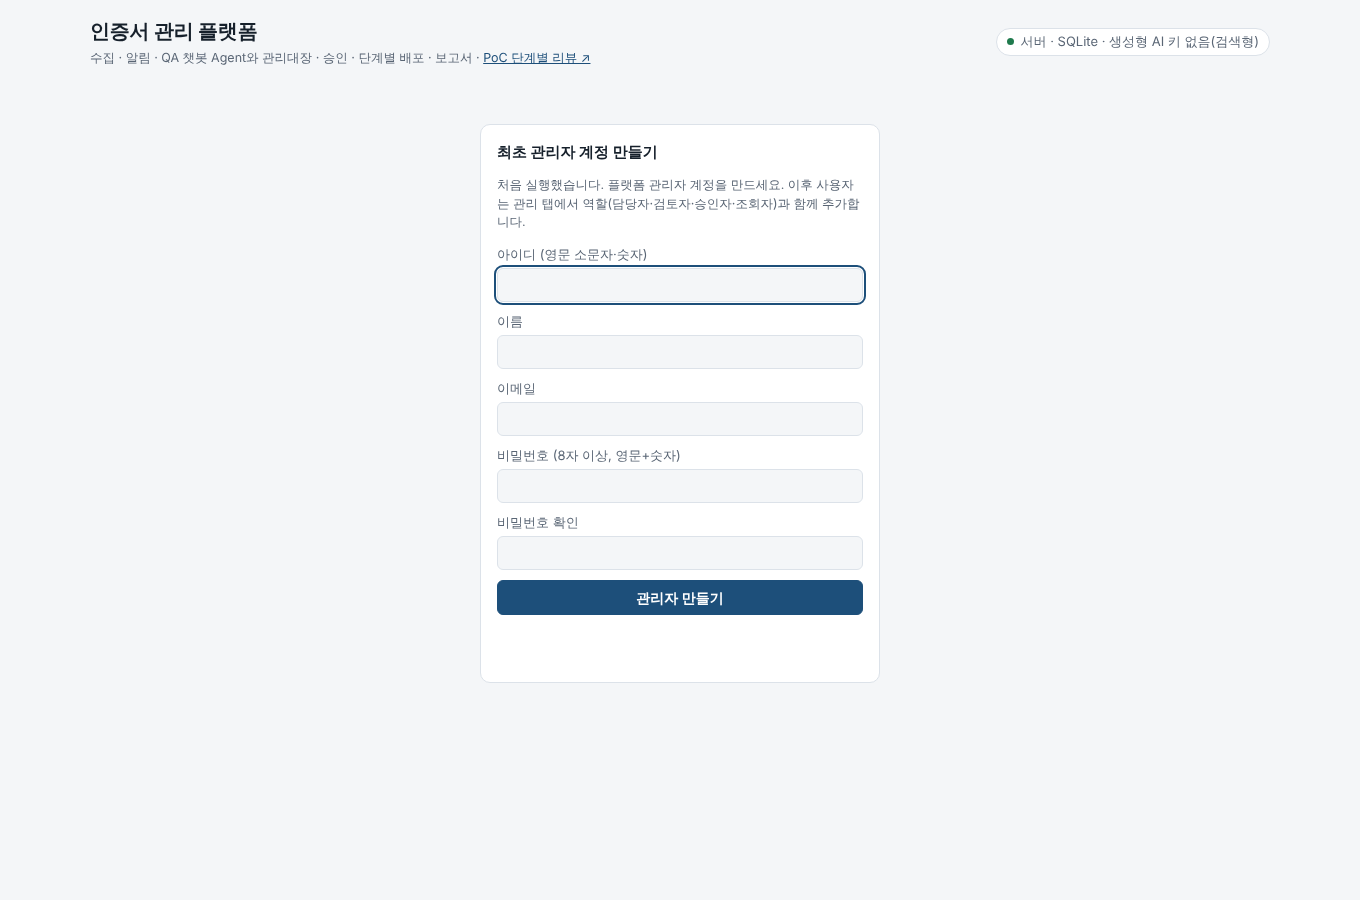 인증서 관리 플랫폼
수집 · 알림 · QA 챗봇 Agent와 관리대장 · 승인 · 단계별 배포 · 보고서 · PoC 단계별 리뷰 ↗
서버 · SQLite · 생성형 AI 키 없음(검색형)
최초 관리자 계정 만들기
처음 실행했습니다. 플랫폼 관리자 계정을 만드세요. 이후 사용자
는 관리 탭에서 역할(담당자·검토자·승인자·조회자)과 함께 추가합
니다.
아이디 (영문 소문자·숫자)
이름
이메일
비밀번호 (8자 이상, 영문+숫자)
비밀번호 확인
관리자 만들기